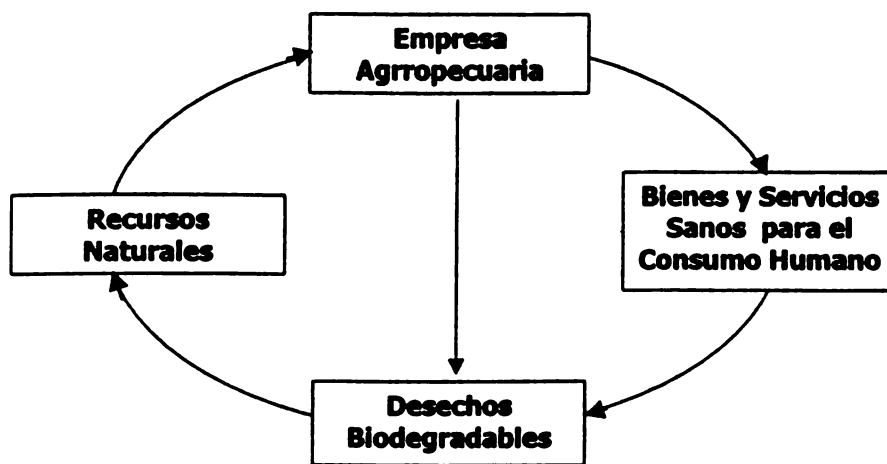 Empresa
Agrropecuaria
Recursos
Naturales
Bienes y Servicios
Sanos para el
Consumo Humano
Desechos
Biodegradables